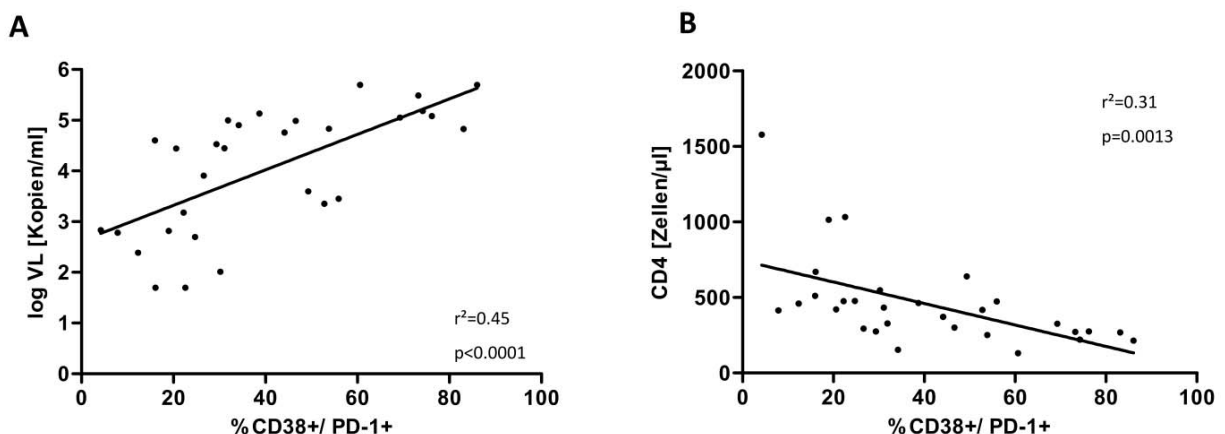 A
6
5
4
3
2
1
0
log VL [Kopien/ml]
r²=0.45
p<0.0001
0 20 40 60 80 100
%CD38+/ PD-1+
B
2000
1500
1000
500
0
CD4 [Zellen/µl]
r²=0.31
p=0.0013
0 20 40 60 80 100
%CD38+/ PD-1+